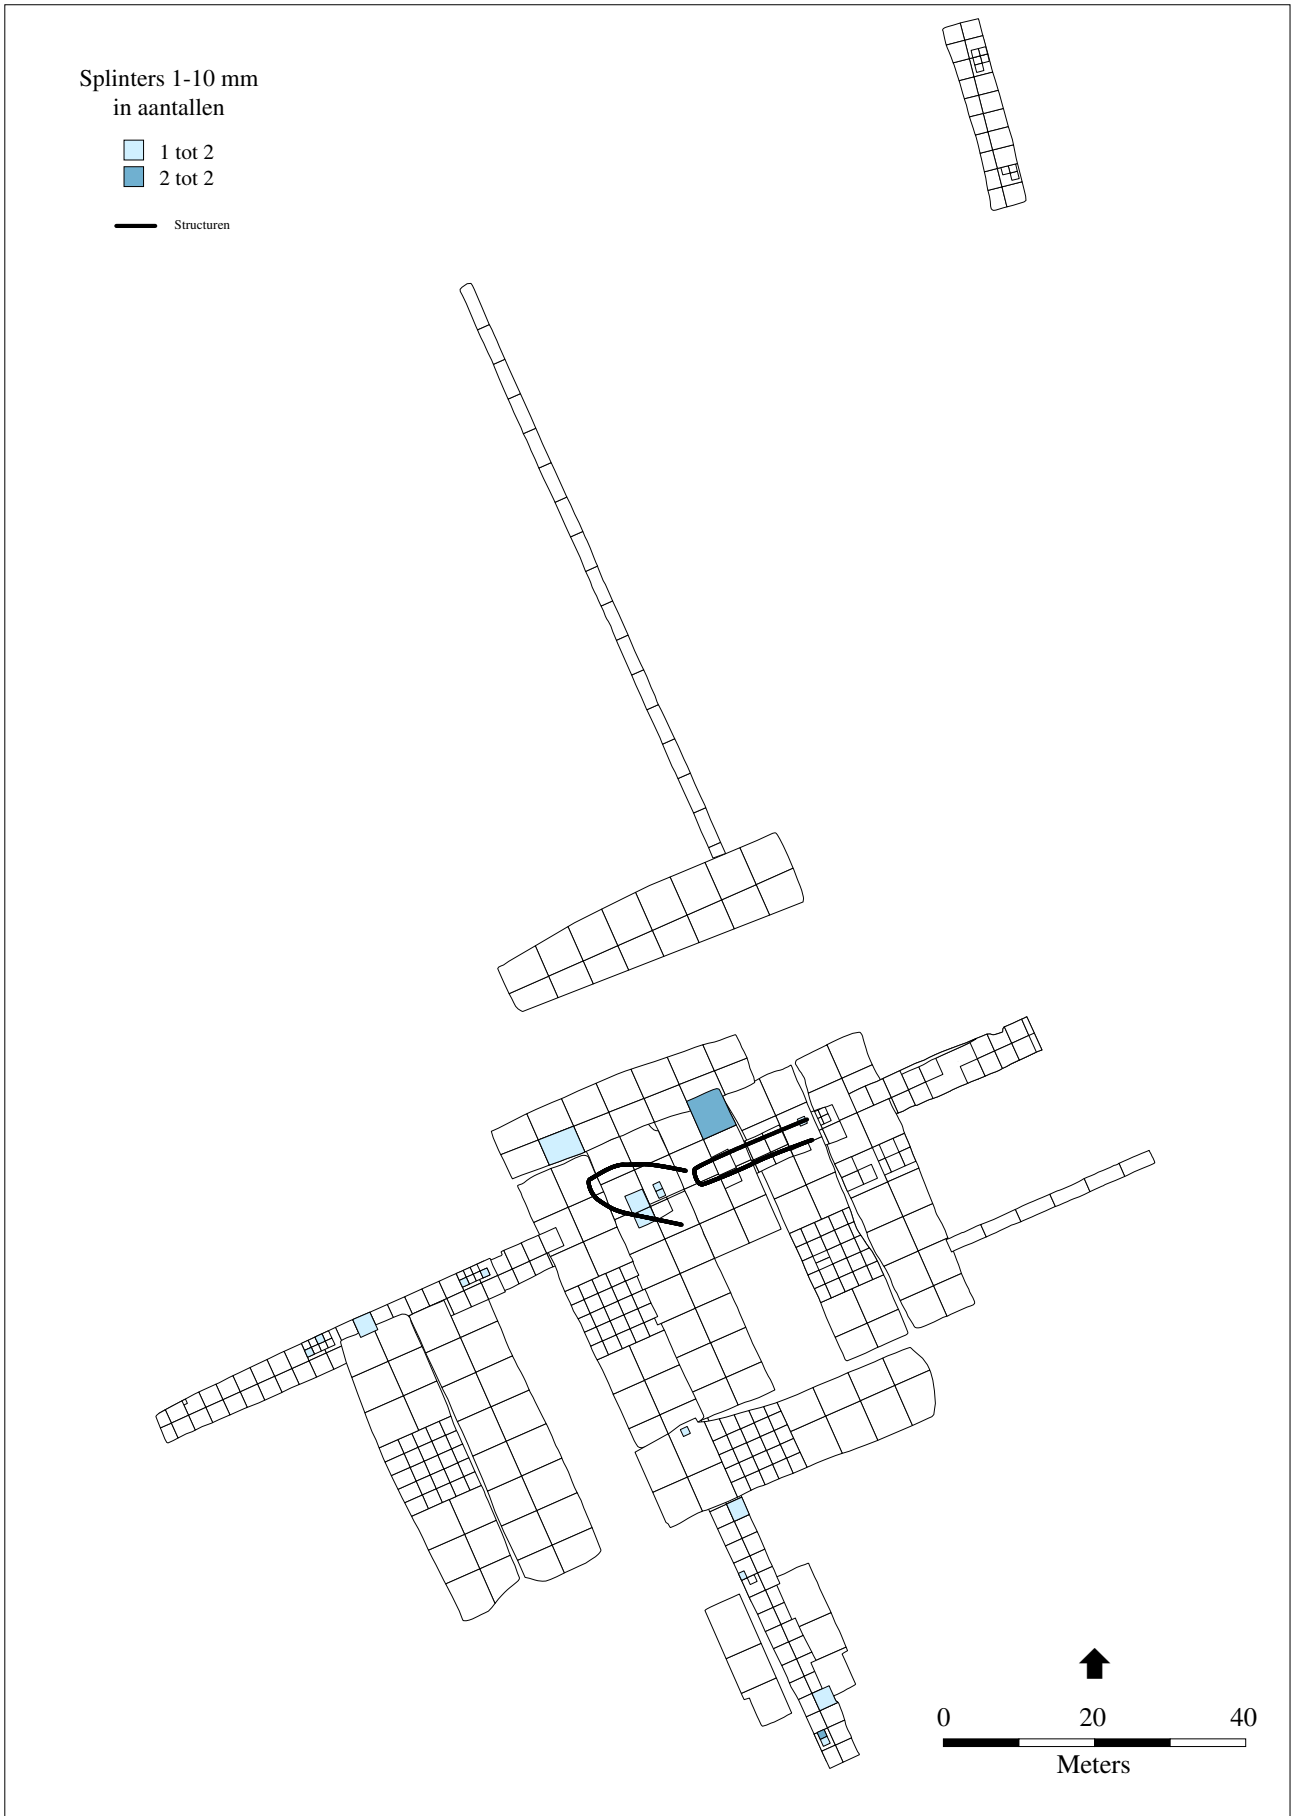 Splinters 1-10 mm
in aantallen
1 tot 2
2 tot 2
Structuren
0 20 40
Meters